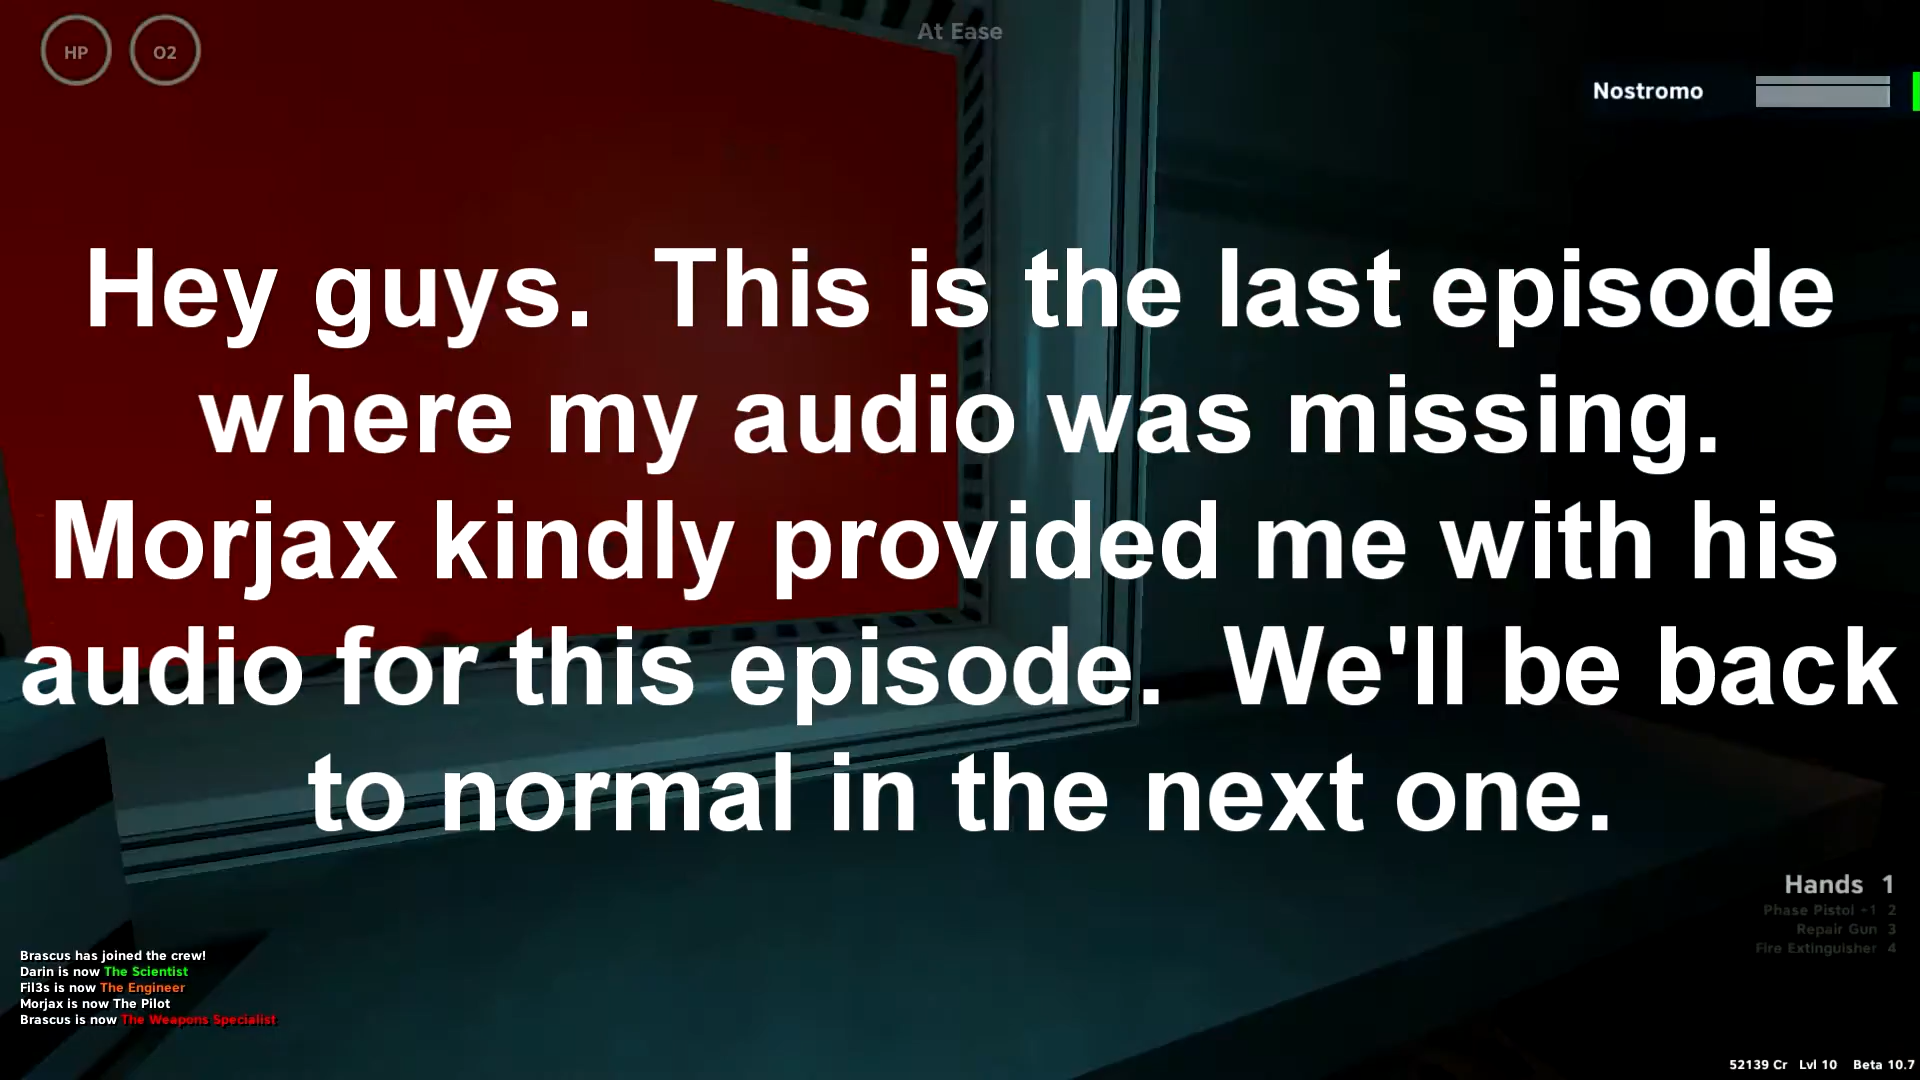 HP O2
At Ease
Nostromo
Hey guys.  This is the last episode
where my audio was missing.
Morjax kindly provided me with his
audio for this episode.  We'll be back
to normal in the next one.
Hands 1
Phase Pistol -1 2
Repair Gun 3
Fire Extinguisher 4
Brascus has joined the crew!
Darin is now The Scientist
Fil3s is now The Engineer
Morjax is now The Pilot
Brascus is now The Weapons Specialist
52139 Cr Lvl 10 Beta 10.7